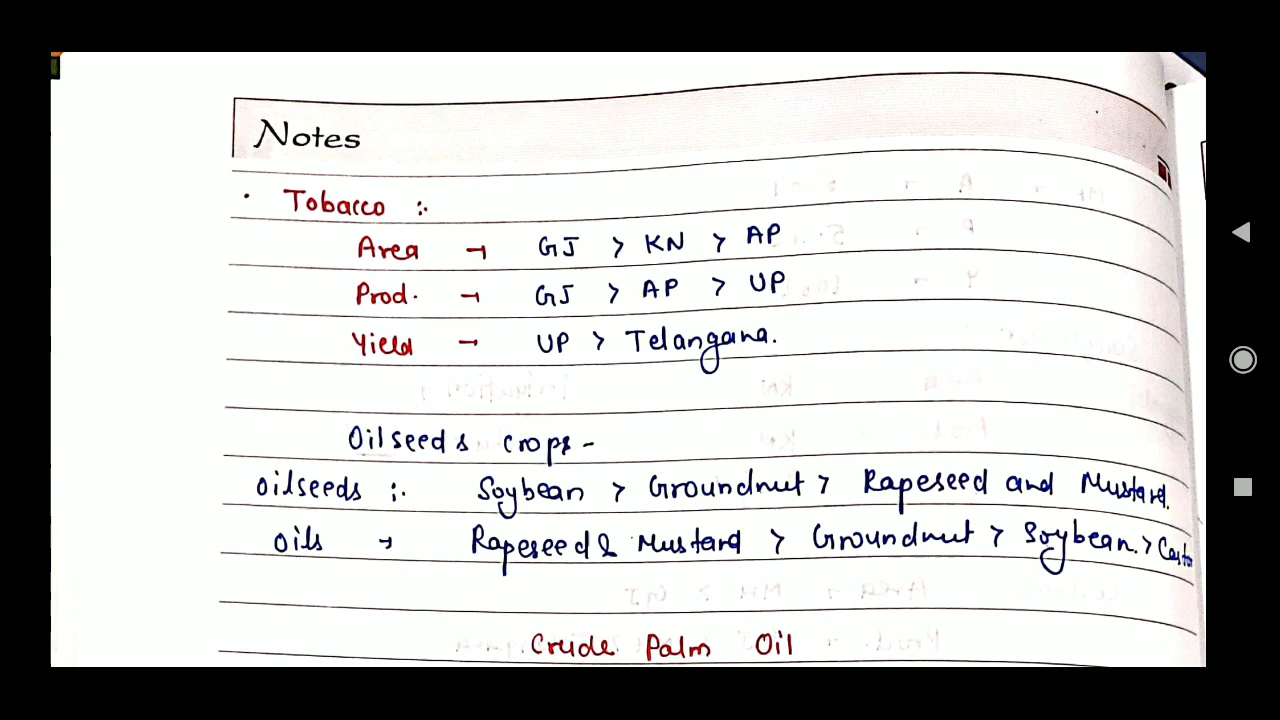 Notes
• Tobacco :-
Area → GJ > KN > AP
Prod. → GJ > AP > UP
Yield → UP > Telangana.
Oilseeds crops -
oilseeds :- Soybean > Groundnut > Rapeseed and Mustard.
oils → Rapeseed & Mustard > Groundnut > Soybean. > Castor
Crude Palm Oil